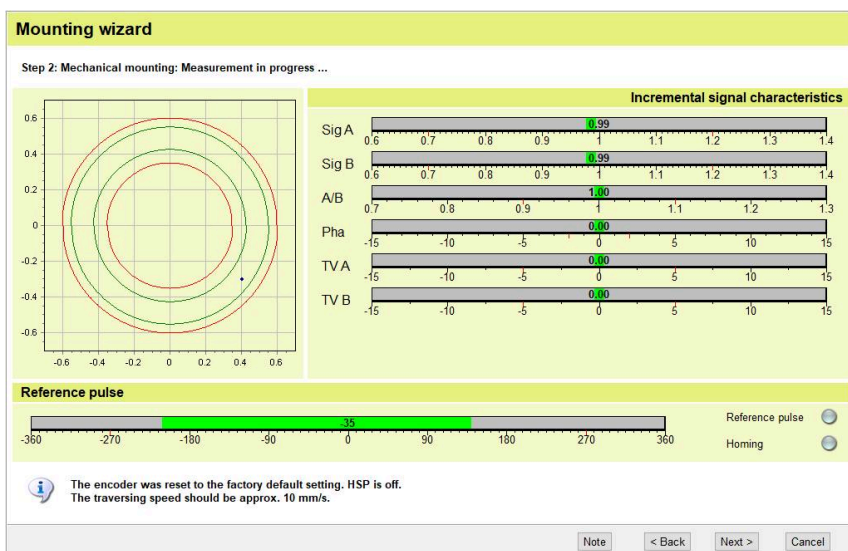 Mounting wizard
Step 2: Mechanical mounting: Measurement in progress ...
Incremental signal characteristics
0.6
0.4
0.2
0
-0.2
-0.4
-0.6
-0.6 -0.4 -0.2 0 0.2 0.4 0.6
Sig A 0.99
0.6 0.7 0.8 0.9 1 1.1 1.2 1.3 1.4
Sig B 0.99
0.6 0.7 0.8 0.9 1 1.1 1.2 1.3 1.4
A/B 1.00
0.7 0.8 0.9 1 1.1 1.2 1.3
Pha 0.00
-15 -10 -5 0 5 10 15
TV A 0.00
-15 -10 -5 0 5 10 15
TV B 0.00
-15 -10 -5 0 5 10 15
Reference pulse
-35
-360 -270 -180 -90 0 90 180 270 360
Reference pulse
Homing
The encoder was reset to the factory default setting. HSP is off.
The traversing speed should be approx. 10 mm/s.
Note < Back Next > Cancel